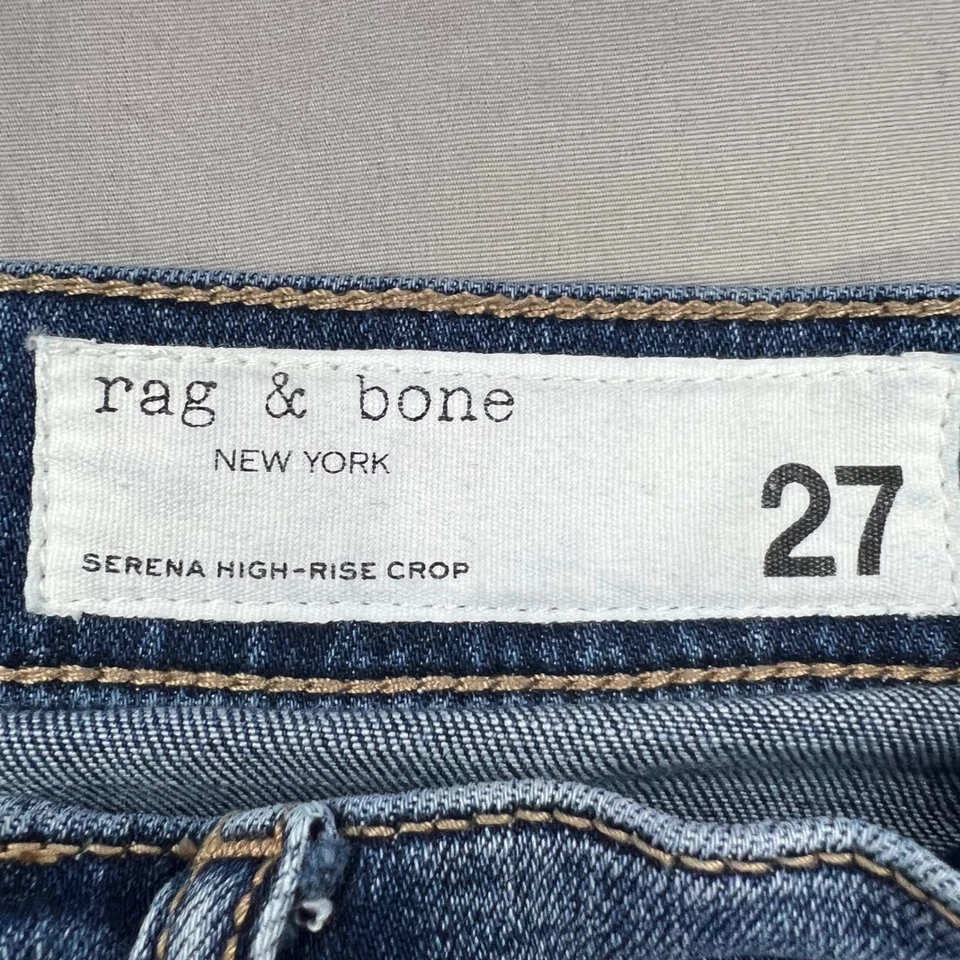 rag & bone
NEW YORK
27
SERENA HIGH-RISE CROP